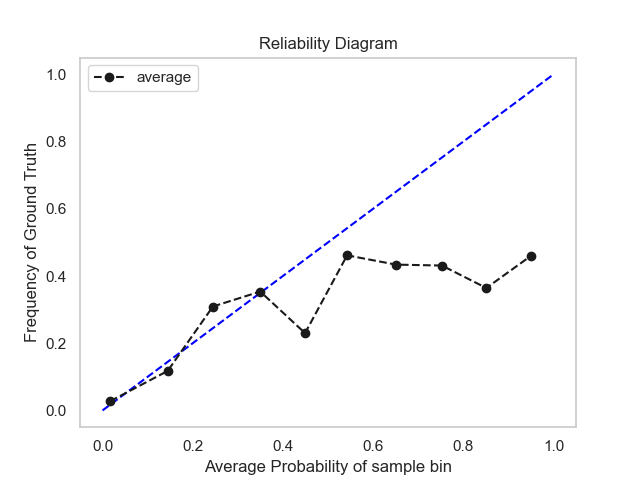 Reliability Diagram
average
1.0
0.8
0.6
0.4
0.2
0.0
Frequency of Ground Truth
0.0 0.2 0.4 0.6 0.8 1.0
Average Probability of sample bin